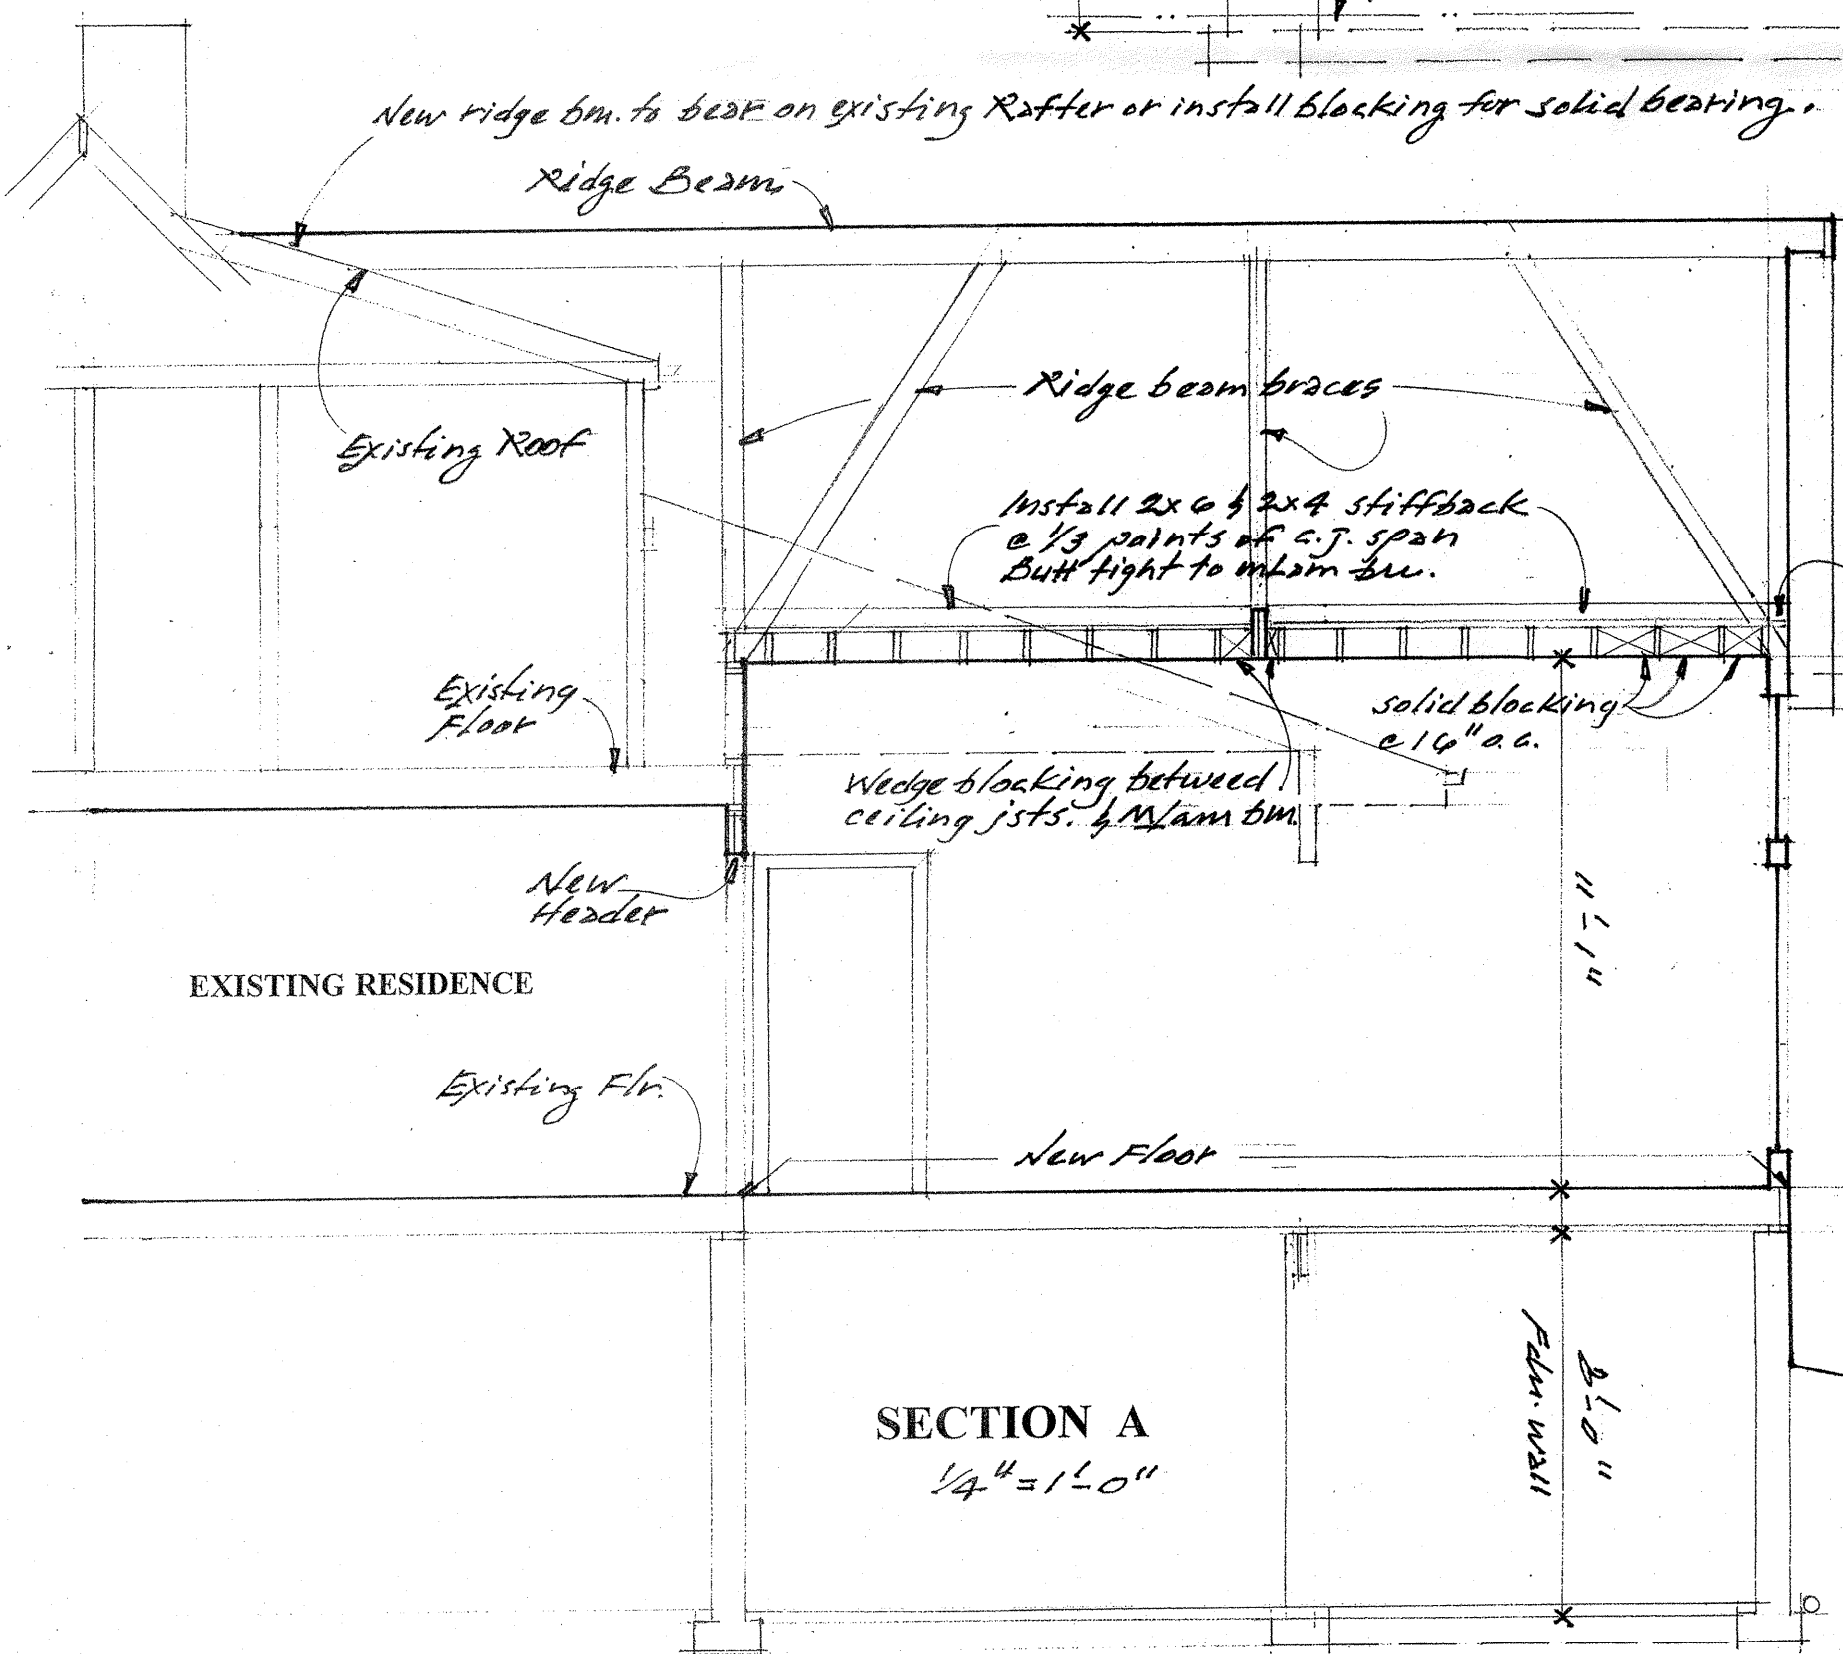 New ridge bm. to bear on existing Rafter or install blocking for solid bearing.
Ridge Beam
Ridge beam braces
Existing Roof
Install 2x6 & 2x4 stiffback
@ 1/3 points of c.j. span
Butt tight to mLam bm.
Existing
Floor
solid blocking
@ 16" o.c.
Wedge blocking betweed
ceiling jsts. & M/am bm.
New
Header
11'-1"
EXISTING RESIDENCE
Existing Flr.
New Floor
8'-0"
Fdn. wall
SECTION A
1/4" = 1'-0"